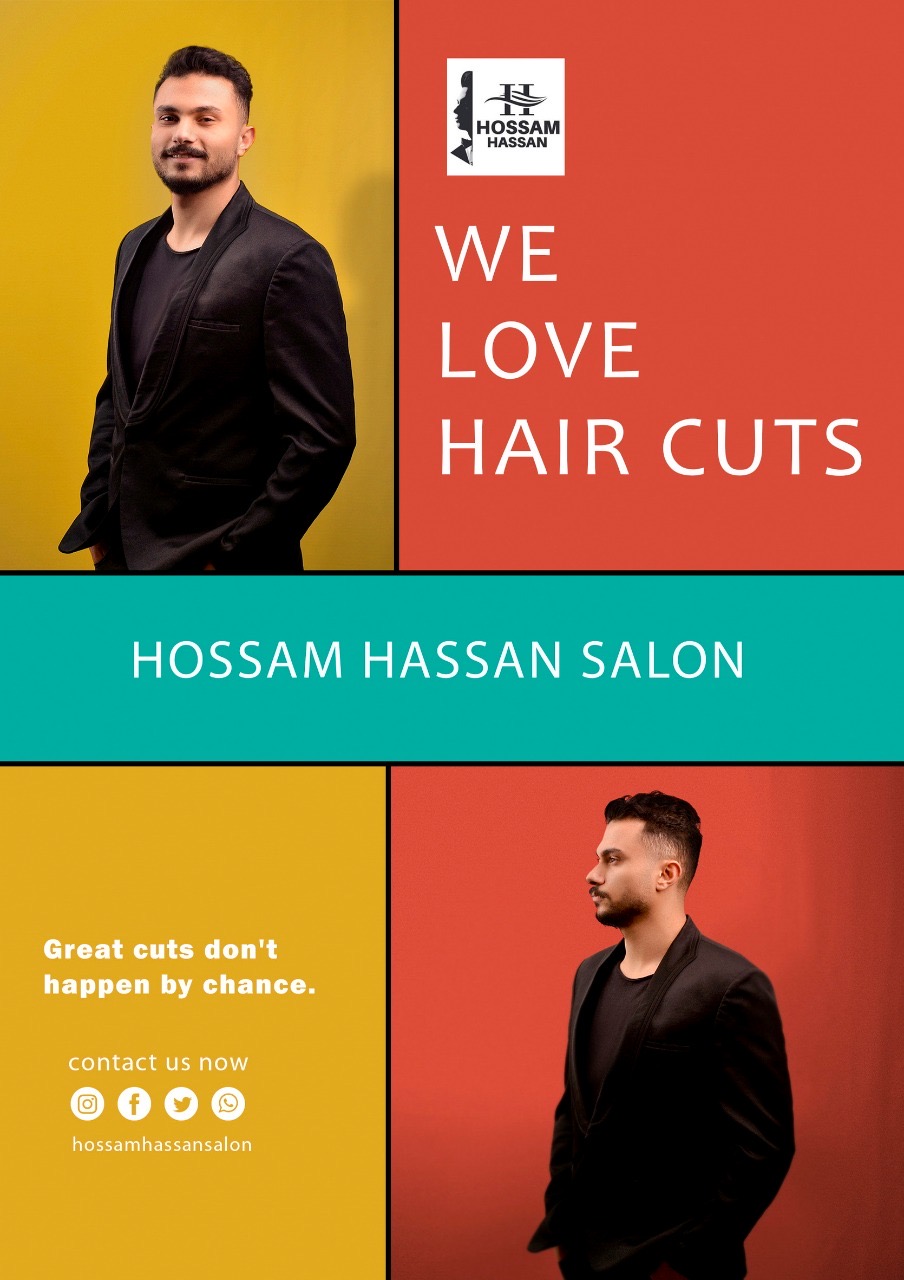 H
HOSSAM
HASSAN
WE
LOVE
HAIR CUTS
HOSSAM HASSAN SALON
Great cuts don't
happen by chance.
contact us now
hossamhassansalon